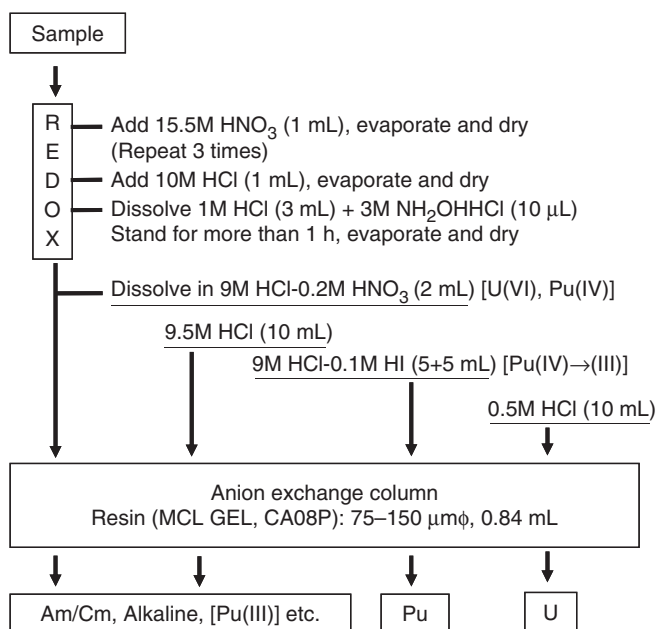 Sample
R
E
D
O
X
Add 15.5M HNO₃ (1 mL), evaporate and dry
(Repeat 3 times)
Add 10M HCl (1 mL), evaporate and dry
Dissolve 1M HCl (3 mL) + 3M NH₂OHHCl (10 μL)
Stand for more than 1 h, evaporate and dry
Dissolve in 9M HCl-0.2M HNO₃ (2 mL) [U(VI), Pu(IV)]
9.5M HCl (10 mL)
9M HCl-0.1M HI (5+5 mL) [Pu(IV)→(III)]
0.5M HCl (10 mL)
Anion exchange column
Resin (MCL GEL, CA08P): 75–150 μmϕ, 0.84 mL
Am/Cm, Alkaline, [Pu(III)] etc.
Pu
U